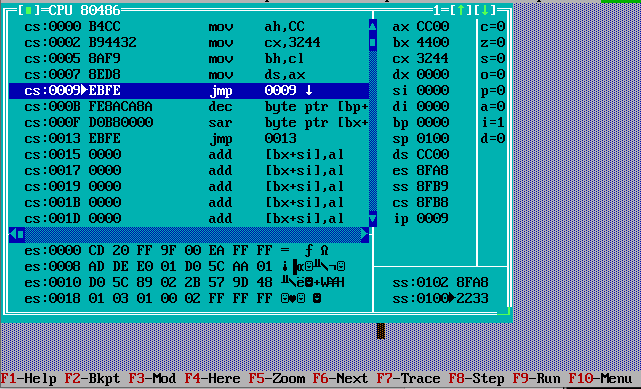 [■]=CPU 80486 1=[↑][↓]
cs:0000 B4CC mov ah,CC ax CC00 c=0
cs:0002 B94432 mov cx,3244 bx 4400 z=0
cs:0005 8AF9 mov bh,cl cx 3244 s=0
cs:0007 8ED8 mov ds,ax dx 0000 o=0
cs:0009►EBFE jmp 0009 ↓ si 0000 p=0
cs:000B FE8ACA8A dec byte ptr [bp+ di 0000 a=0
cs:000F D0B80000 sar byte ptr [bx+ bp 0000 i=1
cs:0013 EBFE jmp 0013 sp 0100 d=0
cs:0015 0000 add [bx+si],al ds CC00
cs:0017 0000 add [bx+si],al es 8FA8
cs:0019 0000 add [bx+si],al ss 8FB9
cs:001B 0000 add [bx+si],al cs 8FB8
cs:001D 0000 add [bx+si],al ip 0009
es:0000 CD 20 FF 9F 00 EA FF FF = ƒ Ω
es:0008 AD DE E0 01 D0 5C AA 01
es:0010 D0 5C 89 02 2B 57 9D 48 ss:0102 8FA8
es:0018 01 03 01 00 02 FF FF FF ss:0100►2233
F1-Help F2-Bkpt F3-Mod F4-Here F5-Zoom F6-Next F7-Trace F8-Step F9-Run F10-Menu